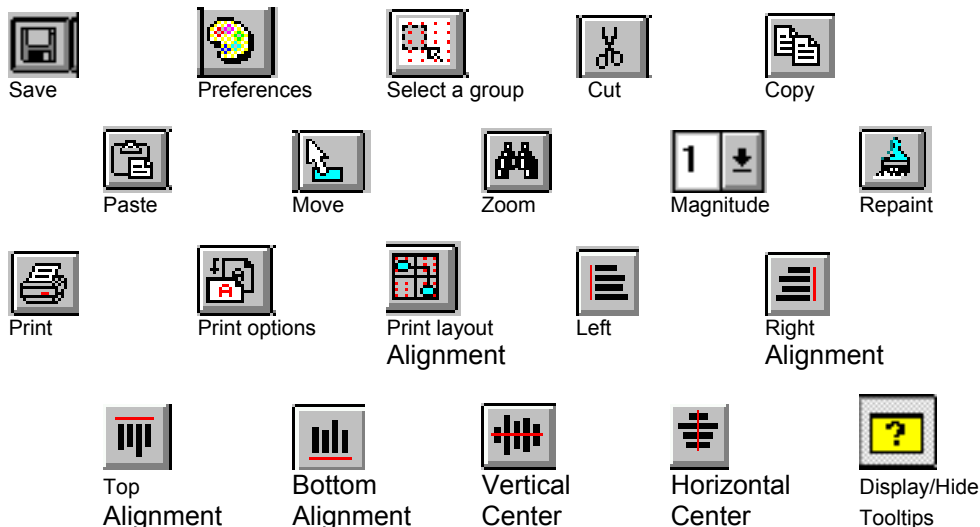 Save Preferences Select a group Cut Copy
1
Paste Move Zoom Magnitude Repaint
A
Print Print options Print layout Left Right
Alignment Alignment
?
Top Bottom Vertical Horizontal Display/Hide
Alignment Alignment Center Center Tooltips